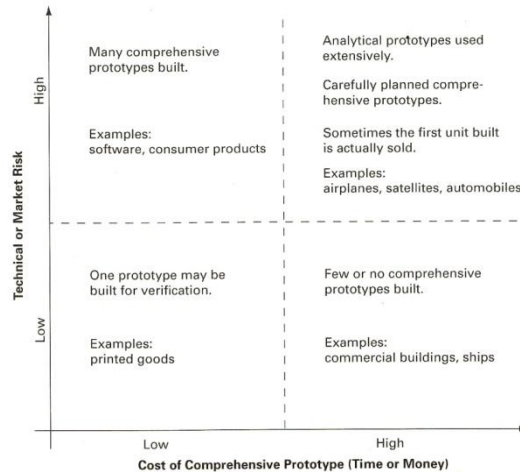 Many comprehensive
prototypes built.
Examples:
software, consumer products
Analytical prototypes used
extensively.
Carefully planned compre-
hensive prototypes.
Sometimes the first unit built
is actually sold.
Examples:
airplanes, satellites, automobiles
High
Technical or Market Risk
Low
One prototype may be
built for verification.
Examples:
printed goods
Few or no comprehensive
prototypes built.
Examples:
commercial buildings, ships
Low
High
Cost of Comprehensive Prototype (Time or Money)